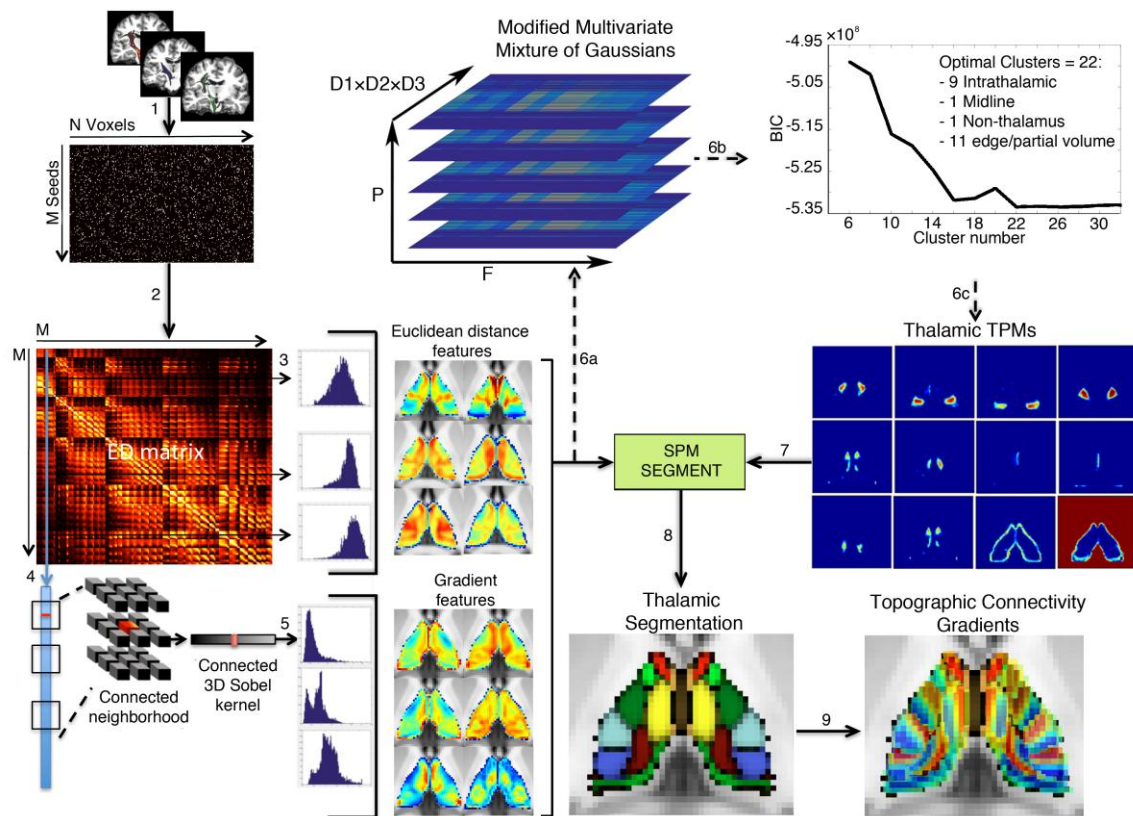 1
N Voxels
M Seeds
2
Modified Multivariate
Mixture of Gaussians
D1×D2×D3
P
F
6b
×10⁸
-4.95
-5.05
-5.15
-5.25
-5.35
BIC
Optimal Clusters = 22:
- 9 Intrathalamic
- 1 Midline
- 1 Non-thalamus
- 11 edge/partial volume
6 10 14 18 22 26 30
Cluster number
M
M
ED matrix
3
Euclidean distance
features
6a
6c
Thalamic TPMs
SPM
SEGMENT
7
8
4
Connected
neighborhood
5
Connected
3D Sobel
kernel
Gradient
features
Thalamic
Segmentation
9
Topographic Connectivity
Gradients